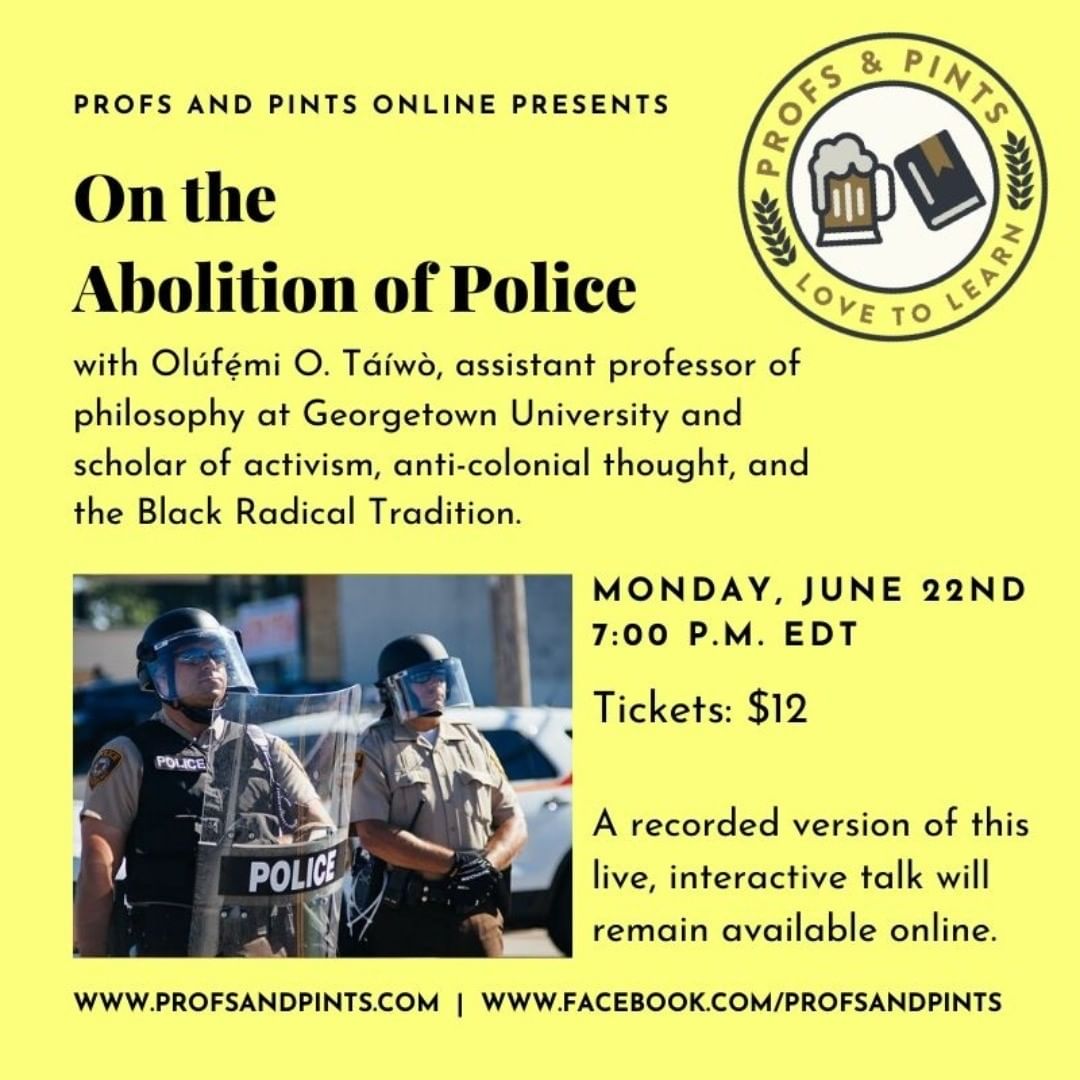 PROFS AND PINTS ONLINE PRESENTS
PROFS & PINTS
LOVE TO LEARN
On the
Abolition of Police
with Olúfẹ́mi O. Táíwò, assistant professor of
philosophy at Georgetown University and
scholar of activism, anti-colonial thought, and
the Black Radical Tradition.
POLICE
POLICE
MONDAY, JUNE 22ND
7:00 P.M. EDT
Tickets: $12
A recorded version of this
live, interactive talk will
remain available online.
WWW.PROFSANDPINTS.COM | WWW.FACEBOOK.COM/PROFSANDPINTS